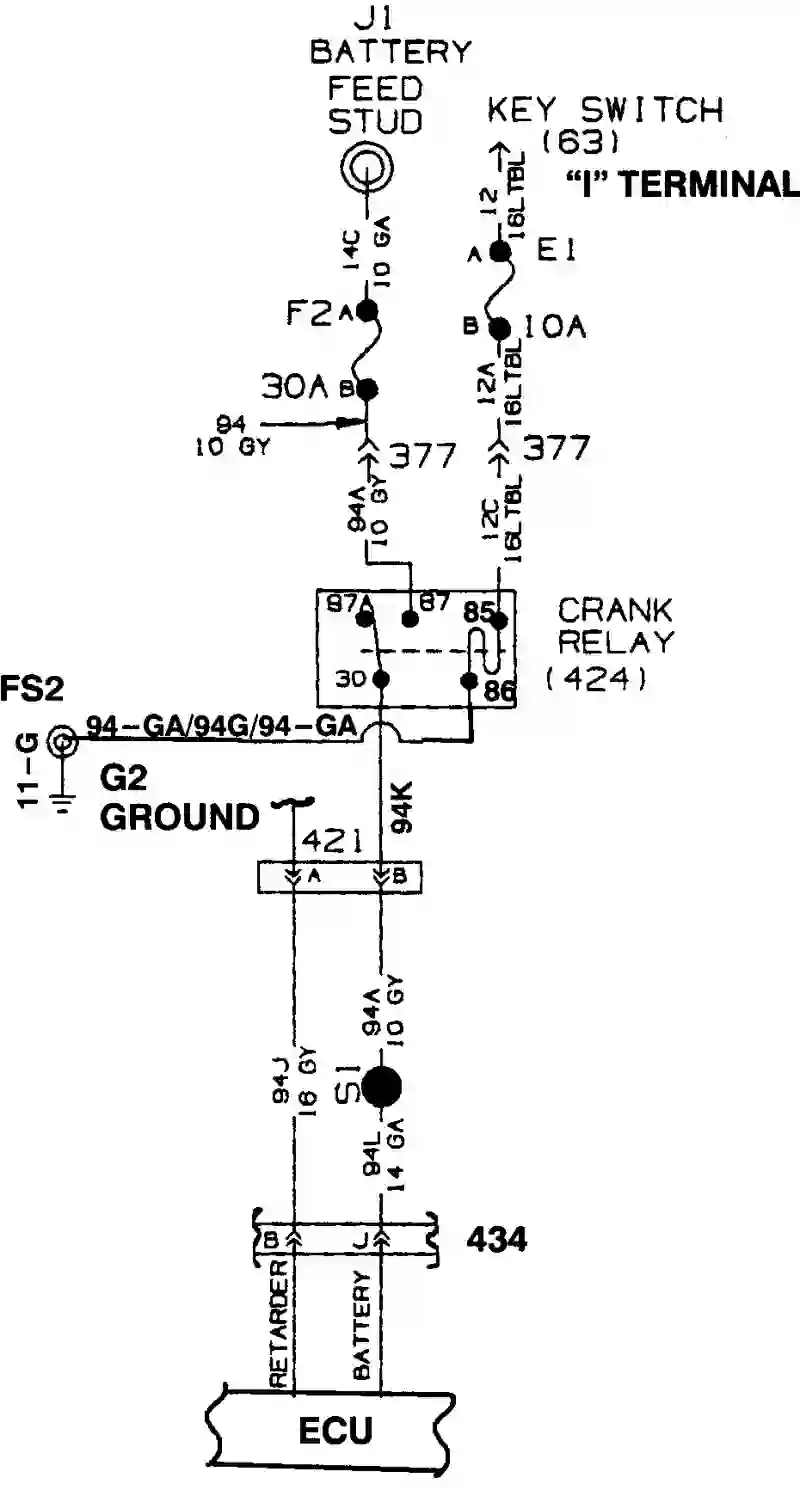 J1
BATTERY
FEED
STUD
KEY SWITCH
(63)
"I" TERMINAL
12
16LTBL
14C
10 GA
A
E1
F2 A
B
10A
30A B
12A
16LTBL
94
10 GY
377
377
94A
10 GY
12C
16LTBL
87A
87
85
CRANK
RELAY
(424)
30
86
FS2
94-GA/94G/94-GA
11-G
G2
GROUND
94K
421
A
B
94A
10 GY
94J
16 GY
S1
94L
14 GA
B
J
434
RETARDER
BATTERY
ECU